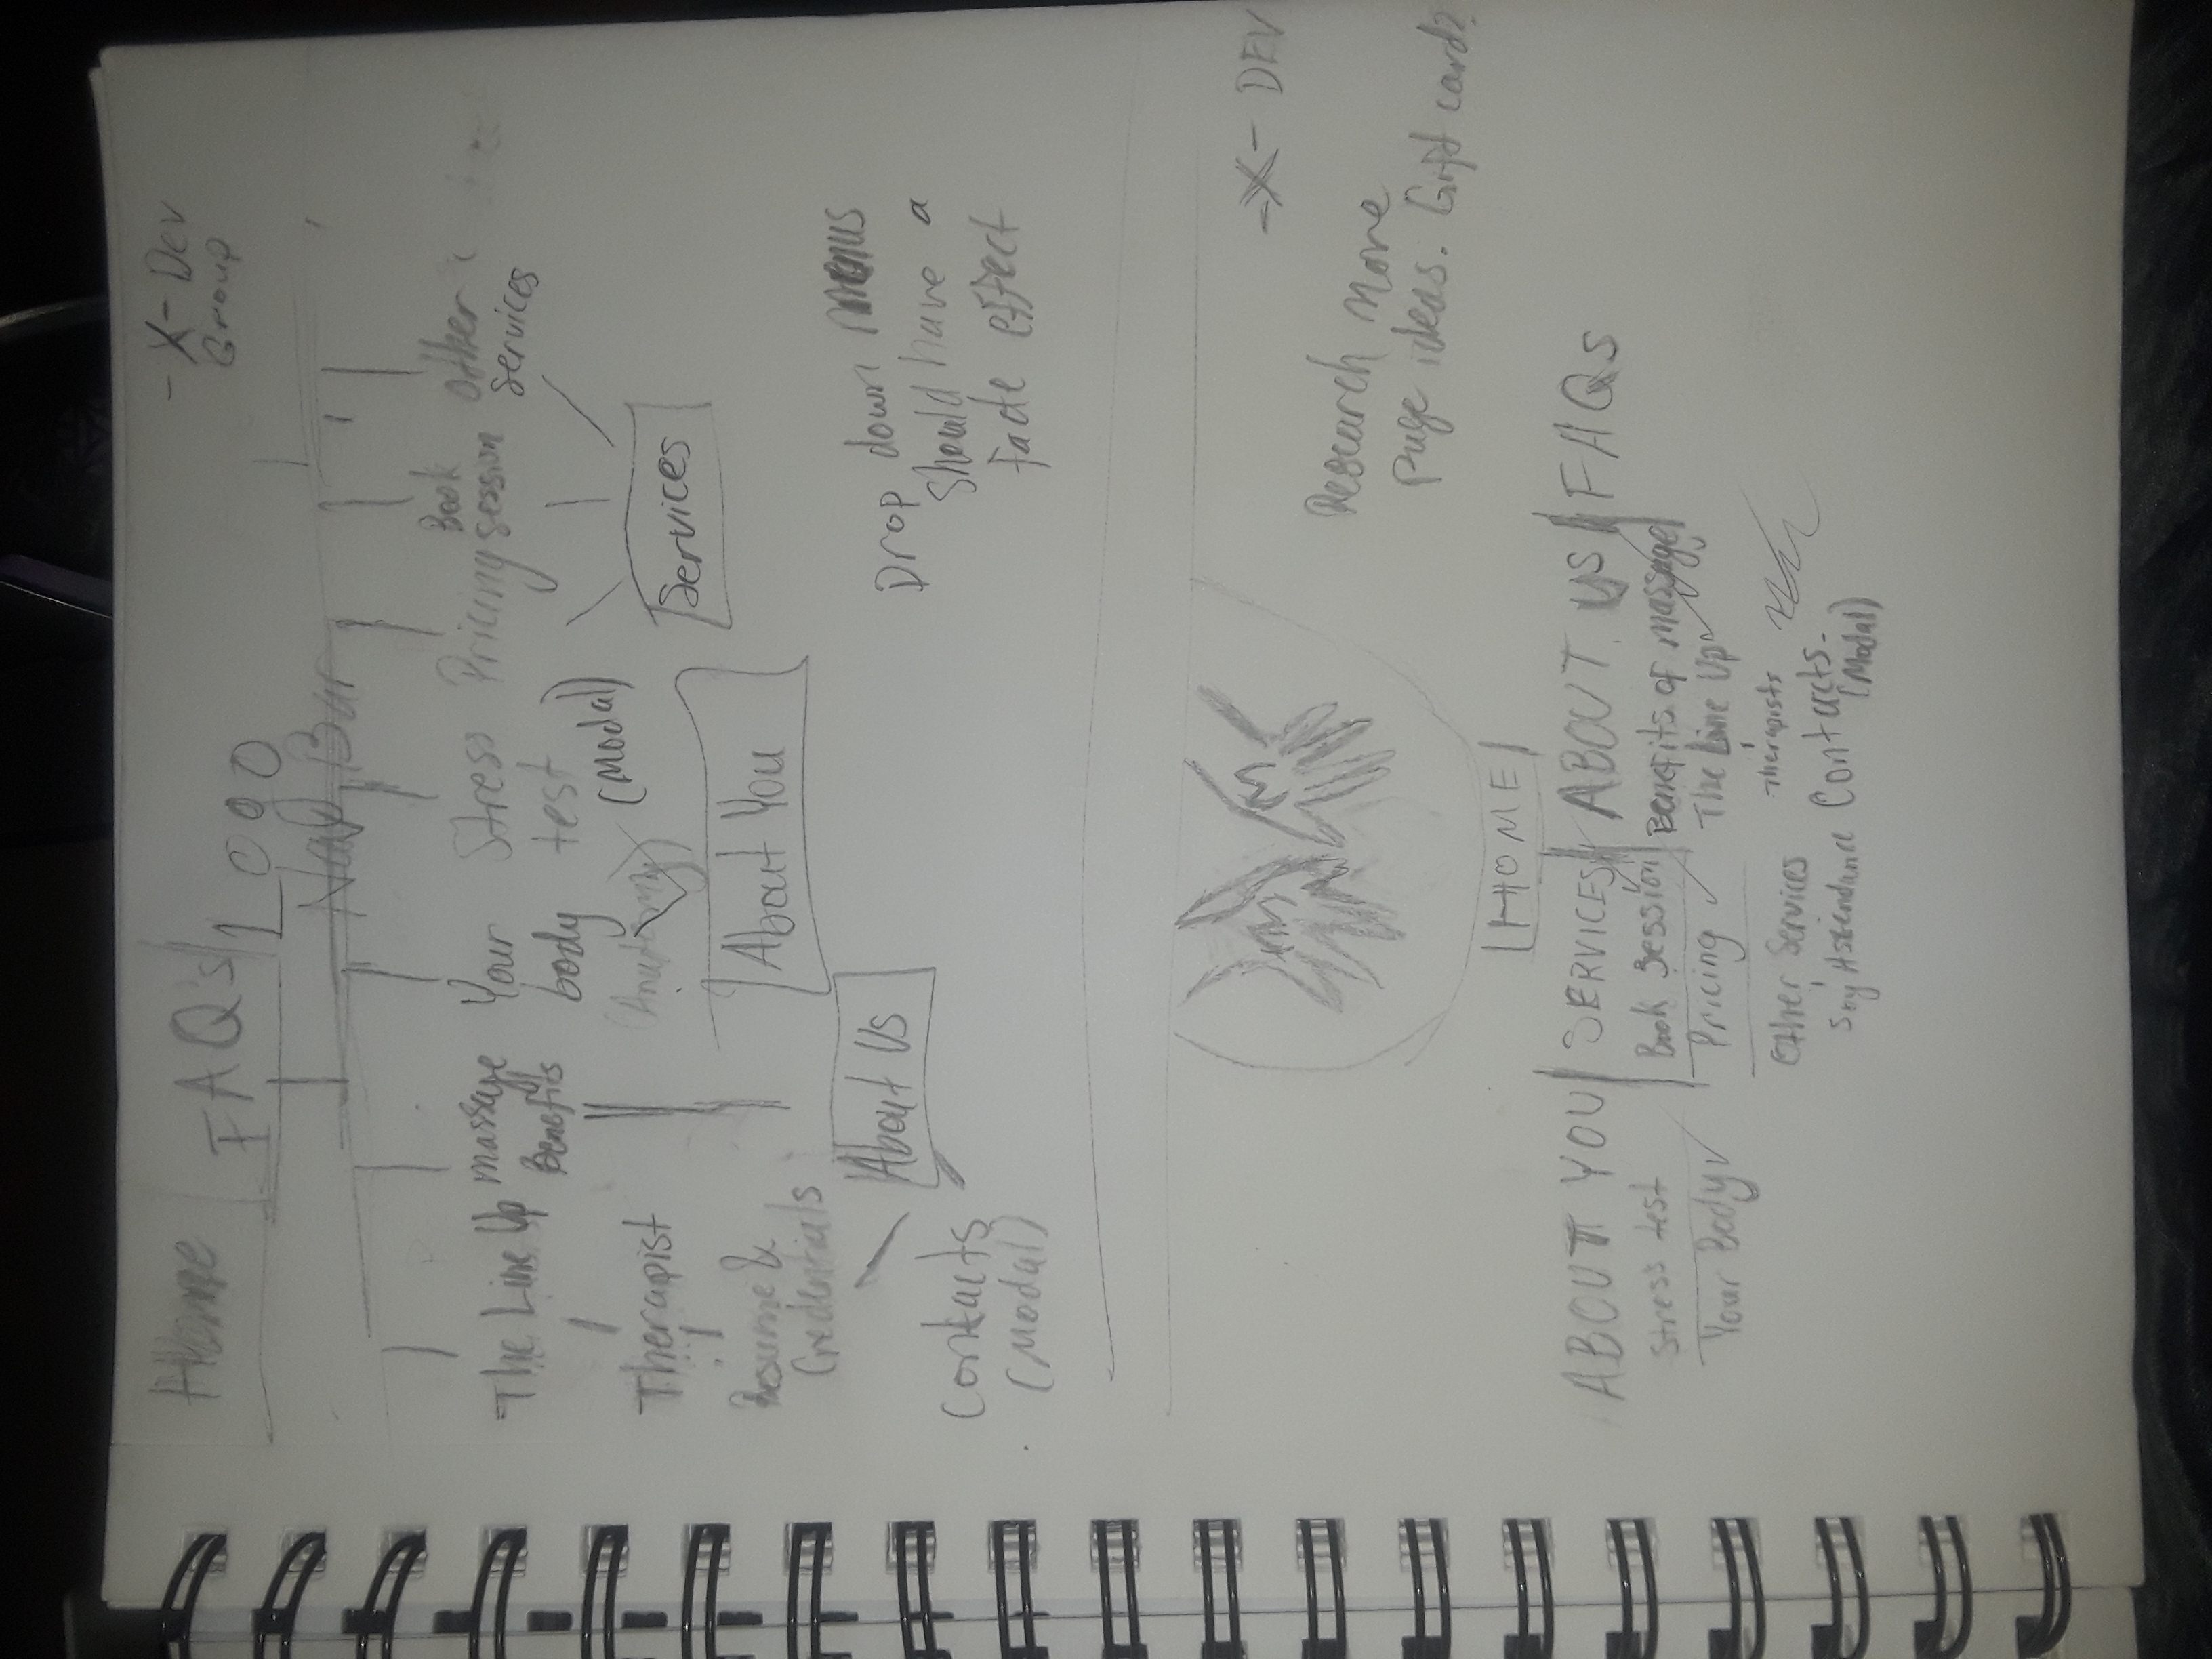 Home
FAQ's
Logo
-X- Dev
Group
Nav Bar
The Line Up
massage
Benefits
Your
body
(Anatomy)
Stress
test
(Modal)
Pricing
Book
session
other
services
Therapist
Resume &
Credentials
About Us
About You
Services
Contacts
(Modal)
Drop down menus
should have a
fade effect
M M
-X- DEV
Research more
page ideas. Gift card?
HOME
ABOUT YOU
Stress test
Your Body
SERVICES
Book Session
Pricing
Other Services
ABOUT US
Benefits of massage
The Line Up
Therapists
Contacts.
(Modal)
FAQs